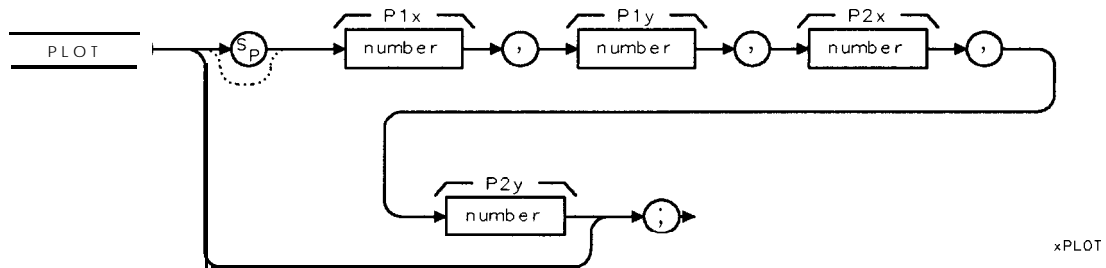 P1x P1y P2x
PLOT SP number , number , number ,
P2y
number ;
xPLOT